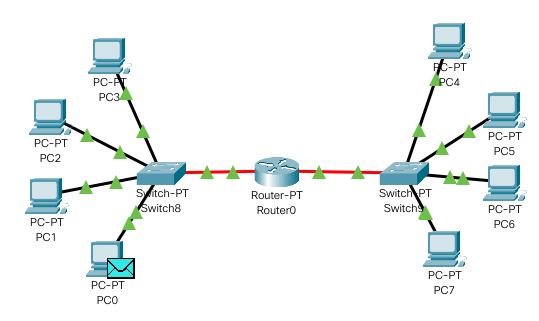 PC-PT
PC3
PC-PT
PC4
PC-PT
PC2
PC-PT
PC5
Switch-PT
Switch8
Router-PT
Router0
Switch-PT
Switch9
PC-PT
PC1
PC-PT
PC6
PC-PT
PC0
PC-PT
PC7